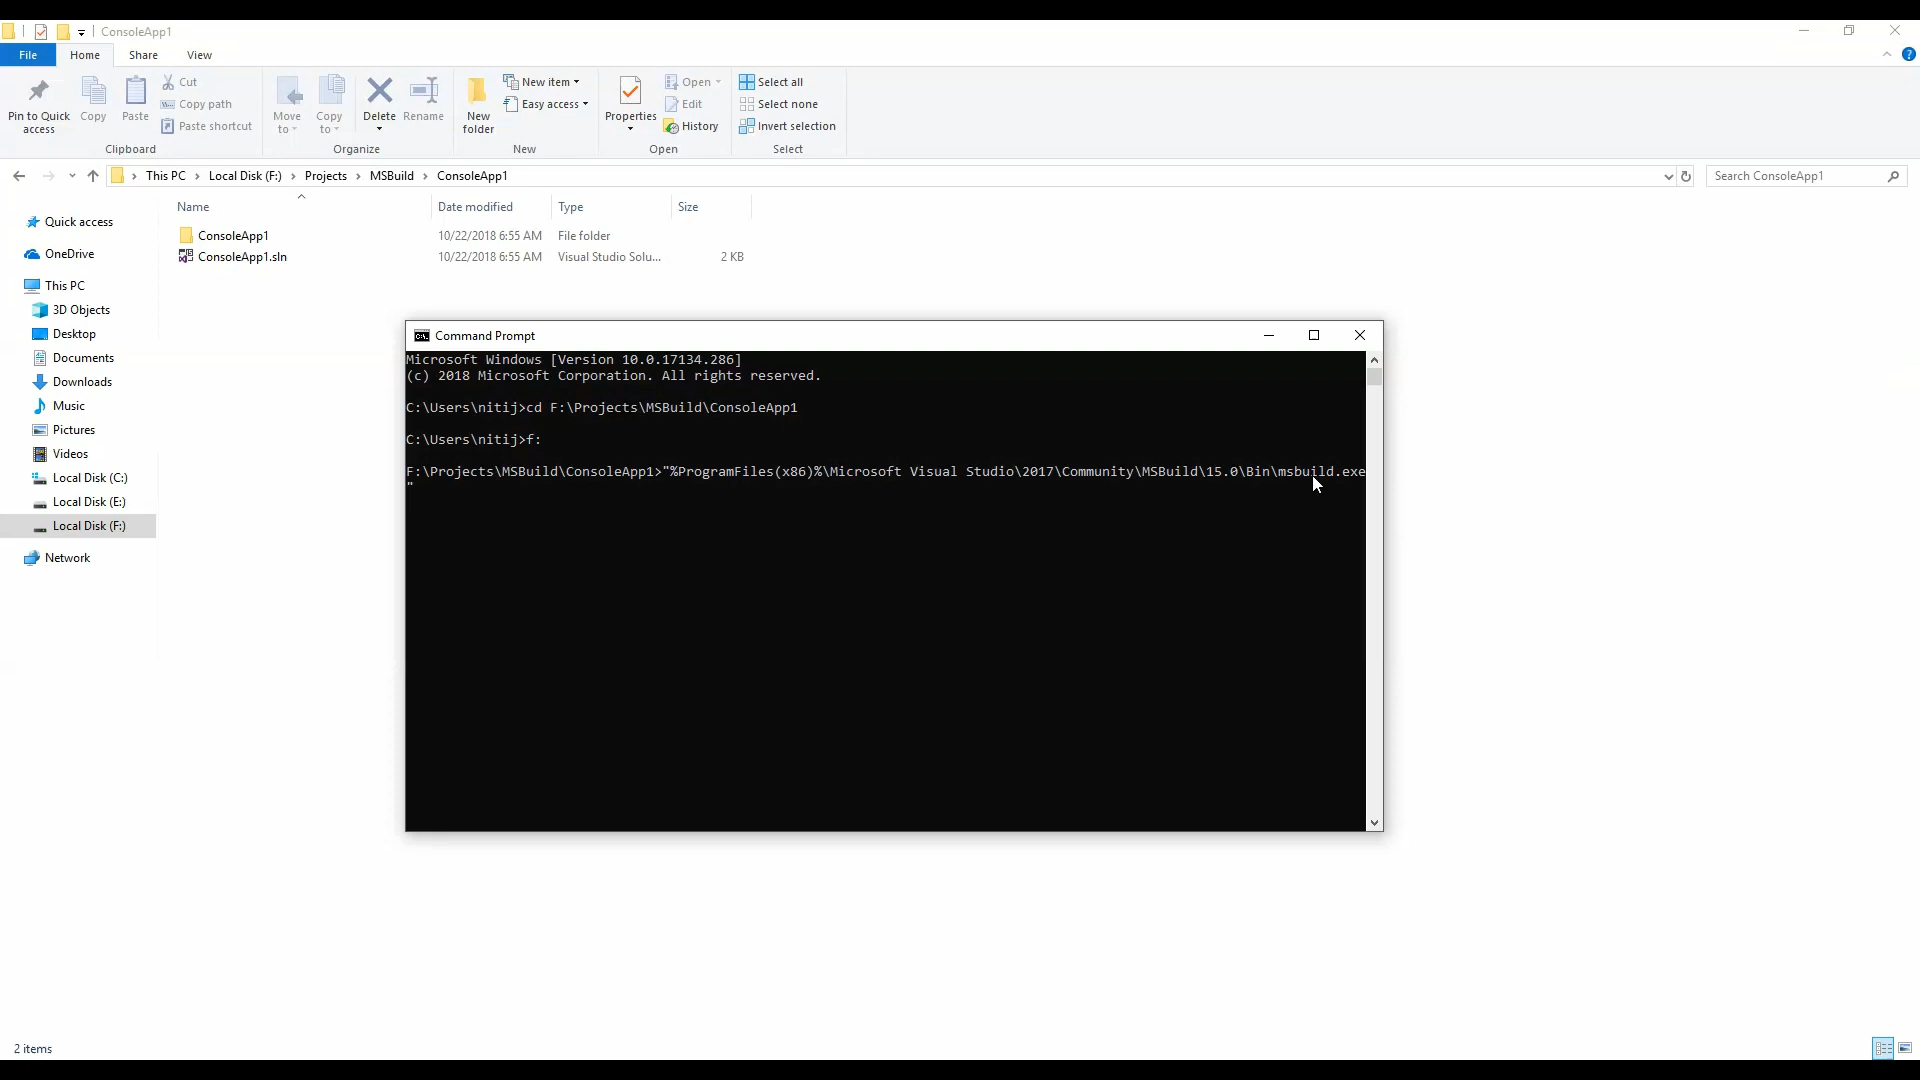 ConsoleApp1
File Home Share View
Pin to Quick access
Copy
Paste
Cut
Copy path
Paste shortcut
Clipboard
Move to
Copy to
Delete
Rename
Organize
New folder
New item
Easy access
New
Properties
Open
Edit
History
Open
Select all
Select none
Invert selection
Select
This PC > Local Disk (F:) > Projects > MSBuild > ConsoleApp1
Search ConsoleApp1
Name Date modified Type Size
ConsoleApp1 10/22/2018 6:55 AM File folder
ConsoleApp1.sln 10/22/2018 6:55 AM Visual Studio Solu... 2 KB
Quick access
OneDrive
This PC
3D Objects
Desktop
Documents
Downloads
Music
Pictures
Videos
Local Disk (C:)
Local Disk (E:)
Local Disk (F:)
Network
Command Prompt
Microsoft Windows [Version 10.0.17134.286]
(c) 2018 Microsoft Corporation. All rights reserved.
C:\Users\nitij>cd F:\Projects\MSBuild\ConsoleApp1
C:\Users\nitij>f:
F:\Projects\MSBuild\ConsoleApp1>"%ProgramFiles(x86)%\Microsoft Visual Studio\2017\Community\MSBuild\15.0\Bin\msbuild.exe
"
2 items